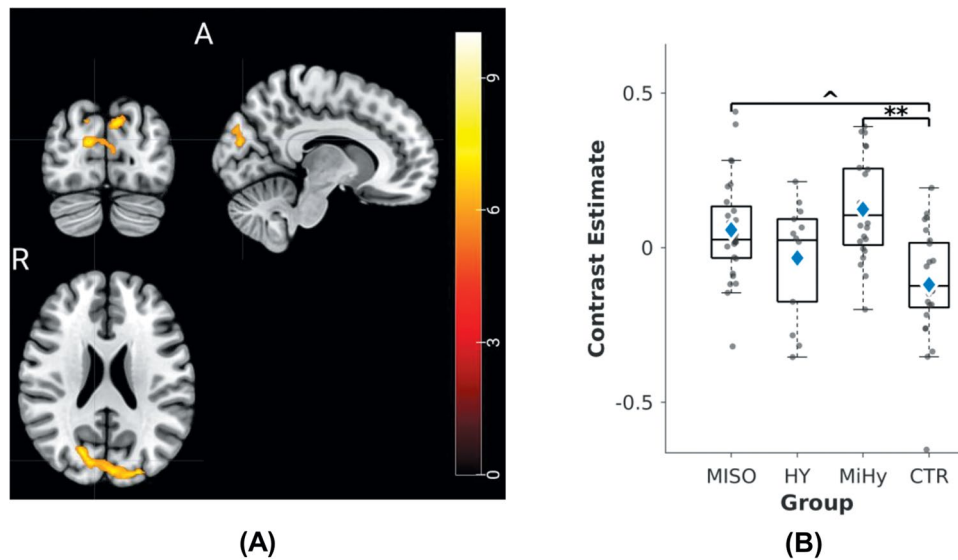 A
R
9
6
3
0
(A)
Contrast Estimate
0.5
0
-0.5
^
**
MISO HY MiHy CTR
Group
(B)